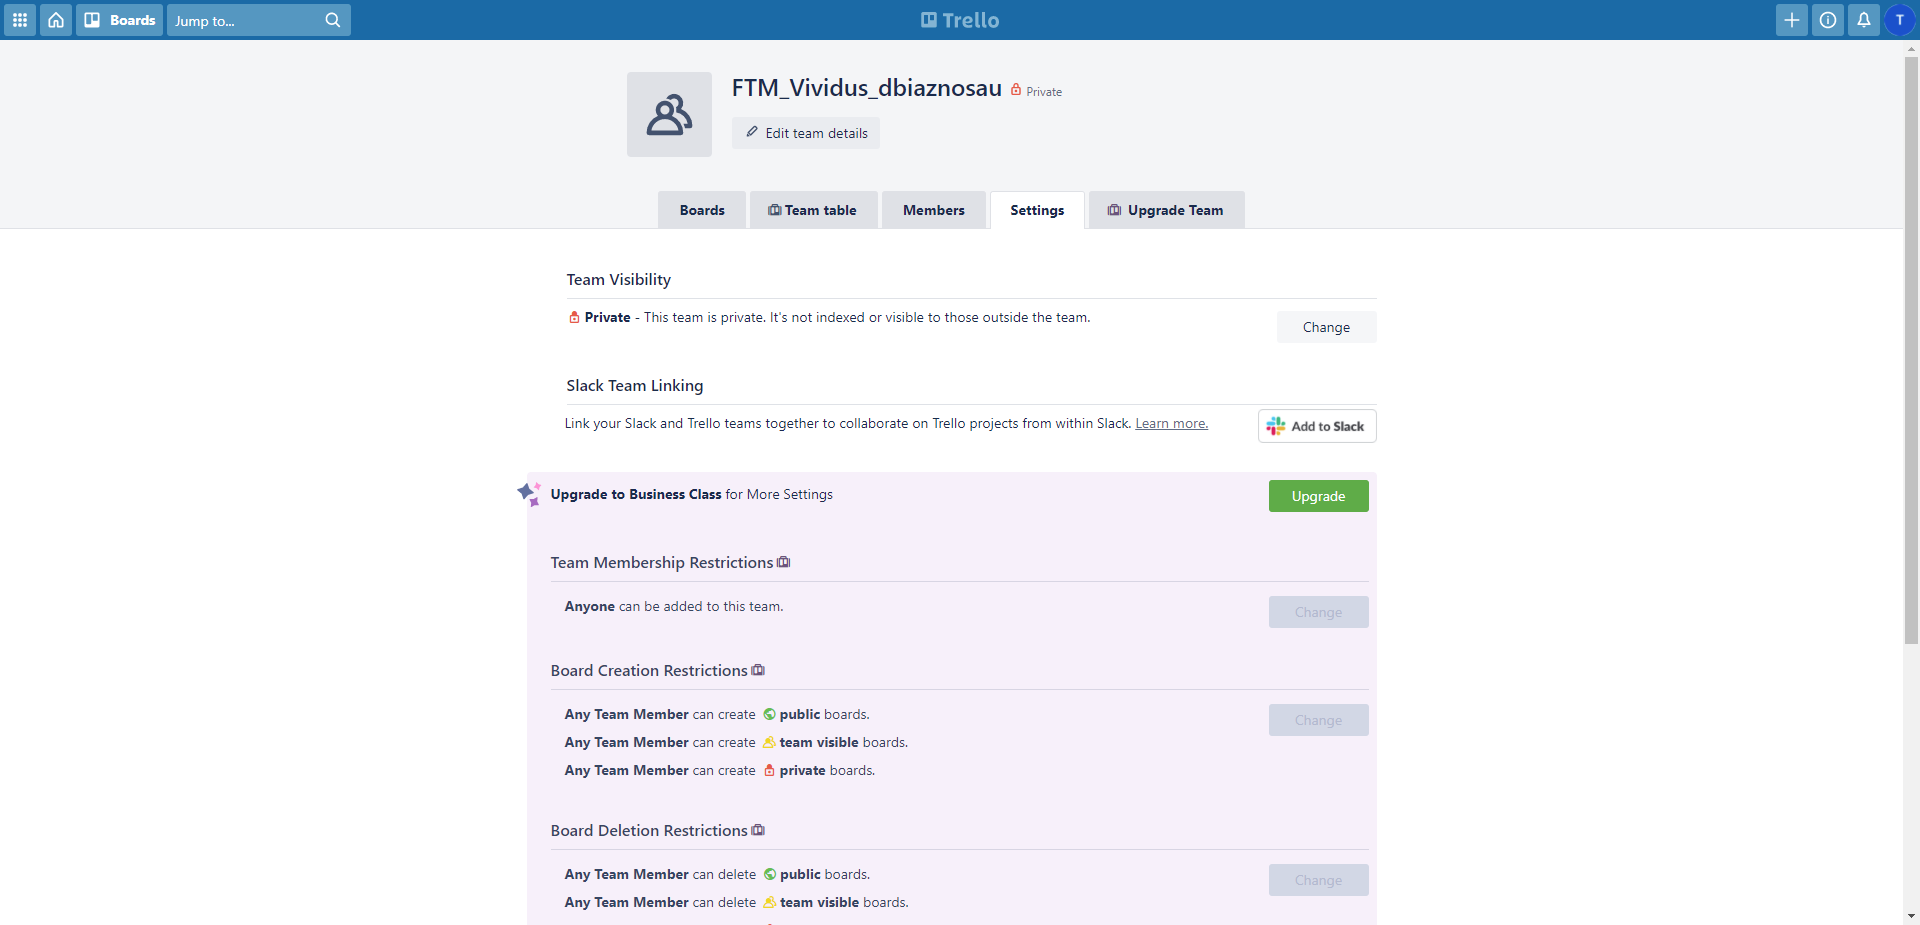 Boards
Jump to...
Trello
T
FTM_Vividus_dbiaznosau Private
Edit team details
Boards
Team table
Members
Settings
Upgrade Team
Team Visibility
Private - This team is private. It's not indexed or visible to those outside the team.
Change
Slack Team Linking
Link your Slack and Trello teams together to collaborate on Trello projects from within Slack. Learn more.
Add to Slack
Upgrade to Business Class for More Settings
Upgrade
Team Membership Restrictions
Anyone can be added to this team.
Change
Board Creation Restrictions
Any Team Member can create public boards.
Change
Any Team Member can create team visible boards.
Any Team Member can create private boards.
Board Deletion Restrictions
Any Team Member can delete public boards.
Change
Any Team Member can delete team visible boards.